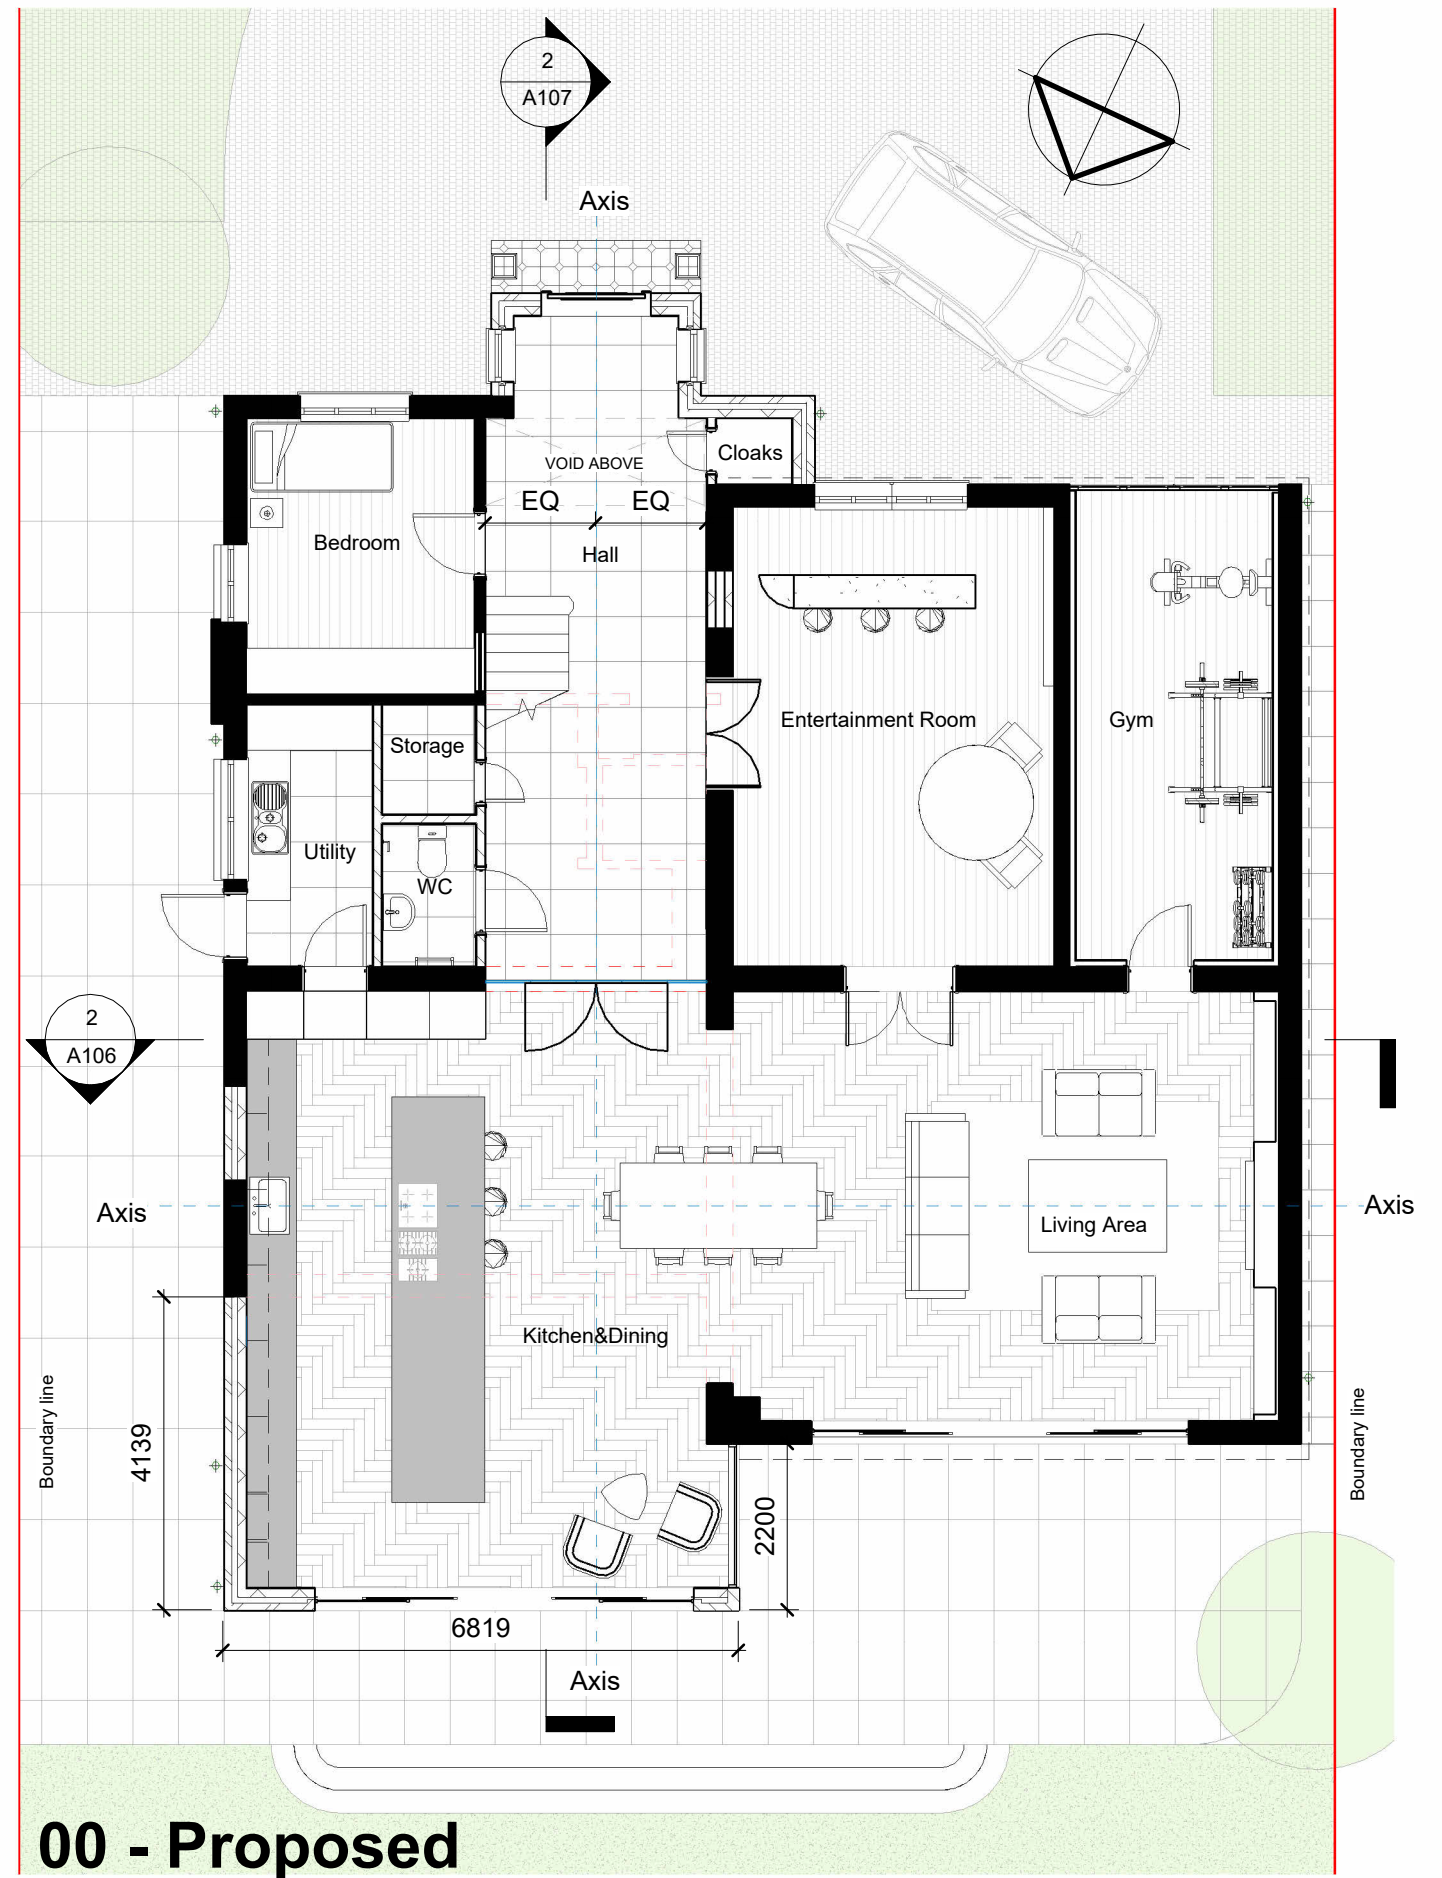 2
A107
Axis
Cloaks
VOID ABOVE
EQ
EQ
Bedroom
Hall
Entertainment Room
Gym
Storage
Utility
WC
2
A106
Axis
Axis
Living Area
Kitchen&Dining
Boundary line
4139
2200
Boundary line
6819
Axis
00 - Proposed